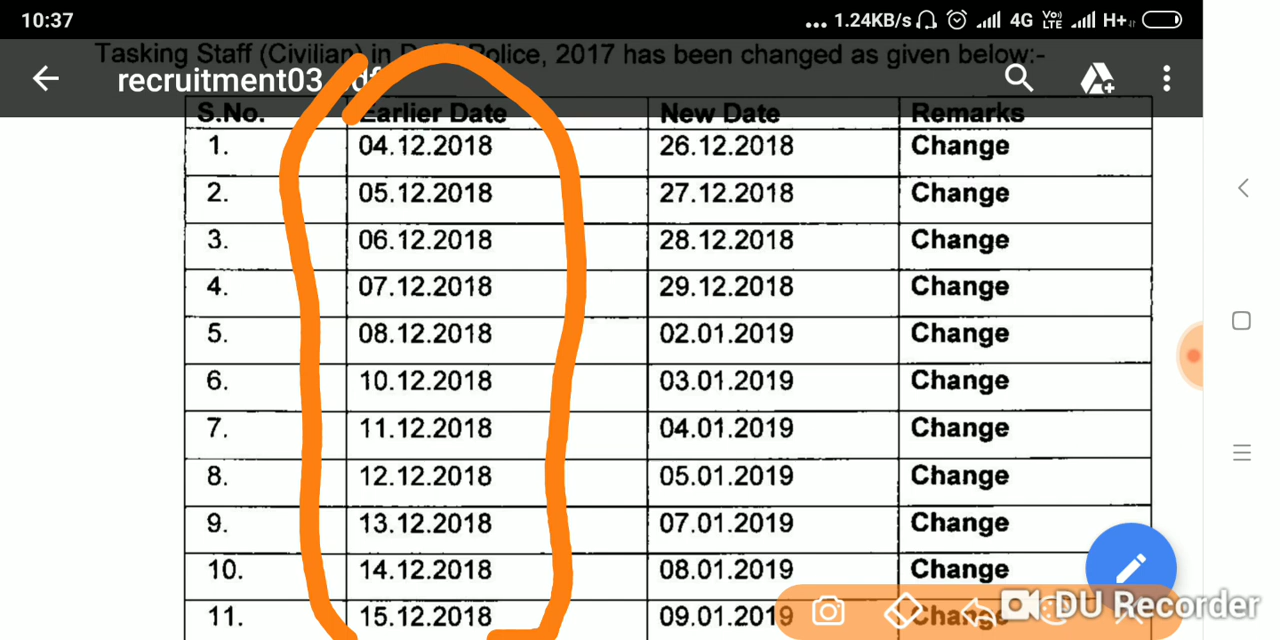 10:37 ... 1.24KB/s 4G Vo) LTE H+
Tasking Staff (Civilian) in Police, 2017 has been changed as given below:-
recruitment03
S.No. Earlier Date New Date Remarks
1. 04.12.2018 26.12.2018 Change
2. 05.12.2018 27.12.2018 Change
3. 06.12.2018 28.12.2018 Change
4. 07.12.2018 29.12.2018 Change
5. 08.12.2018 02.01.2019 Change
6. 10.12.2018 03.01.2019 Change
7. 11.12.2018 04.01.2019 Change
8. 12.12.2018 05.01.2019 Change
9. 13.12.2018 07.01.2019 Change
10. 14.12.2018 08.01.2019 Change
11. 15.12.2018 09.01.2019 Change
DU Recorder